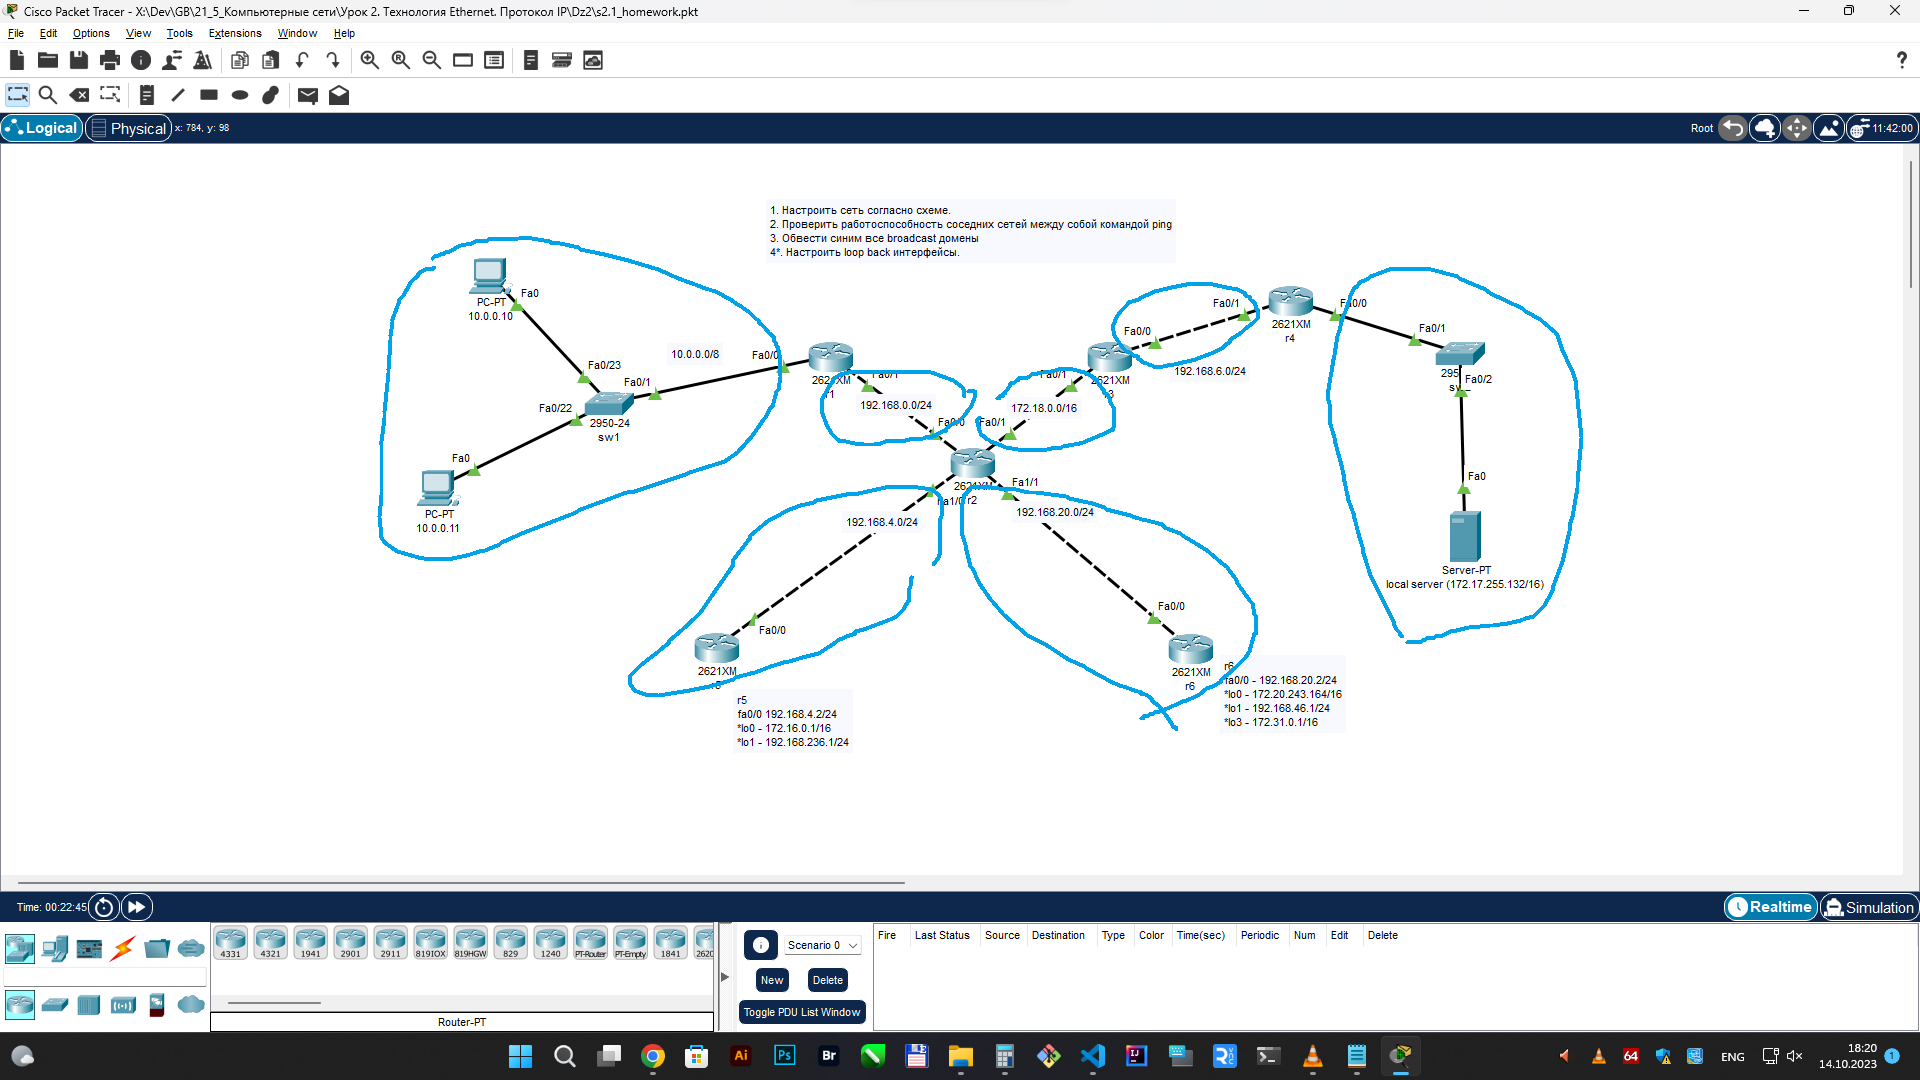 Cisco Packet Tracer - X:\Dev\GB\21_5_Компьютерные сети\Урок 2. Технология Ethernet. Протокол IP\Dz2\s2.1_homework.pkt
File Edit Options View Tools Extensions Window Help
Logical Physical x: 784, y: 98 Root 11:42:00
1. Настроить сеть согласно схеме.
2. Проверить работоспособность соседних сетей между собой командой ping
3. Обвести синим все broadcast домены
4*. Настроить loop back интерфейсы.
PC-PT
10.0.0.10
Fa0
Fa0/23
Fa0/1
Fa0/22
2950-24
sw1
Fa0
PC-PT
10.0.0.11
10.0.0.0/8
Fa0/0
2621XM
r1
Fa0/1
192.168.0.0/24
Fa0/0
172.18.0.0/16
Fa0/1
Fa0/1
2621XM
r3
Fa0/0
Fa0/1
192.168.6.0/24
2621XM
r4
Fa0/0
Fa0/1
Fa0/2
Fa0
Server-PT
local server (172.17.255.132/16)
2621XM
r2
Fa1/0
Fa1/1
192.168.4.0/24
192.168.20.0/24
Fa0/0
2621XM
r5
fa0/0 192.168.4.2/24
*lo0 - 172.16.0.1/16
*lo1 - 192.168.236.1/24
Fa0/0
2621XM
r6
r6
fa0/0 - 192.168.20.2/24
*lo0 - 172.20.243.164/16
*lo1 - 192.168.46.1/24
*lo3 - 172.31.0.1/16
Time: 00:22:45 Realtime Simulation
4331 4321 1941 2901 2911 819IOX 819HGW 829 1240 PT-Router PT-Empty 1841 2620
Router-PT
Scenario 0
New Delete
Toggle PDU List Window
Fire Last Status Source Destination Type Color Time(sec) Periodic Num Edit Delete
Ai Ps Br IJ 64 ENG 18:20
14.10.2023 1